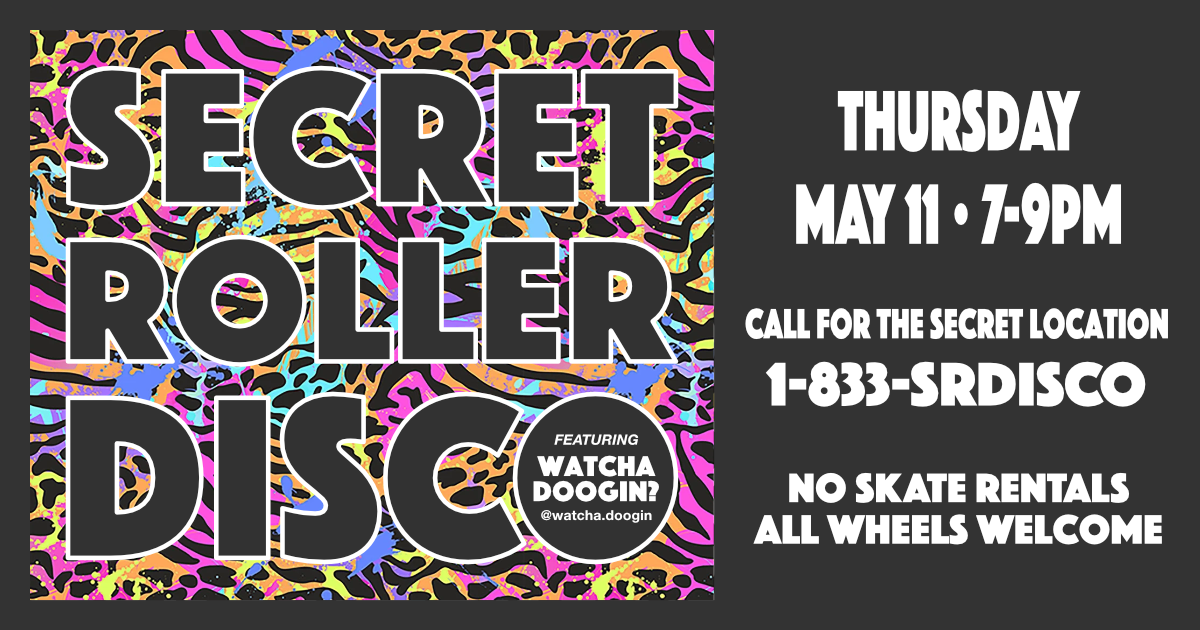 SECRET
ROLLER
DISCO
FEATURING
WATCHA
DOOGIN?
@watcha.doogin
THURSDAY
MAY 11 • 7-9PM
CALL FOR THE SECRET LOCATION
1-833-SRDISCO
NO SKATE RENTALS
ALL WHEELS WELCOME